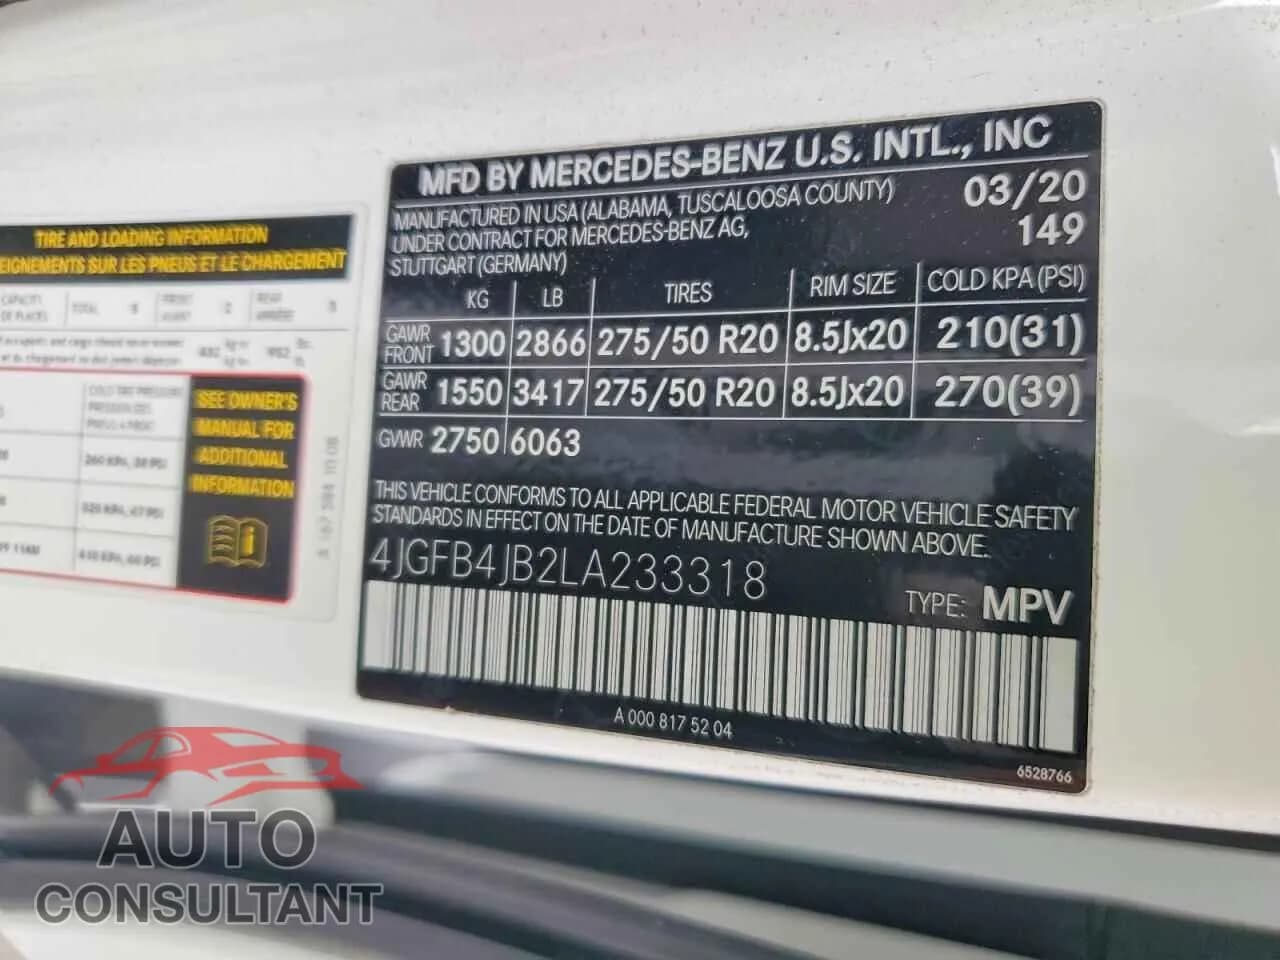 MFD BY MERCEDES-BENZ U.S. INTL., INC
MANUFACTURED IN USA (ALABAMA, TUSCALOOSA COUNTY) 03/20
UNDER CONTRACT FOR MERCEDES-BENZ AG, 149
STUTTGART (GERMANY)
KG LB TIRES RIM SIZE COLD KPA (PSI)
GAWR FRONT 1300 2866 275/50 R20 8.5Jx20 210(31)
GAWR REAR 1550 3417 275/50 R20 8.5Jx20 270(39)
GVWR 2750 6063
THIS VEHICLE CONFORMS TO ALL APPLICABLE FEDERAL MOTOR VEHICLE SAFETY
STANDARDS IN EFFECT ON THE DATE OF MANUFACTURE SHOWN ABOVE.
4JGFB4JB2LA233318
TYPE: MPV
A 000 817 52 04
6528766
TIRE AND LOADING INFORMATION
SUR LES PNEUS ET LE CHARGEMENT
TOTAL
SEE OWNER'S
MANUAL FOR
ADDITIONAL
INFORMATION
A 167 584 10 08
AUTO
CONSULTANT